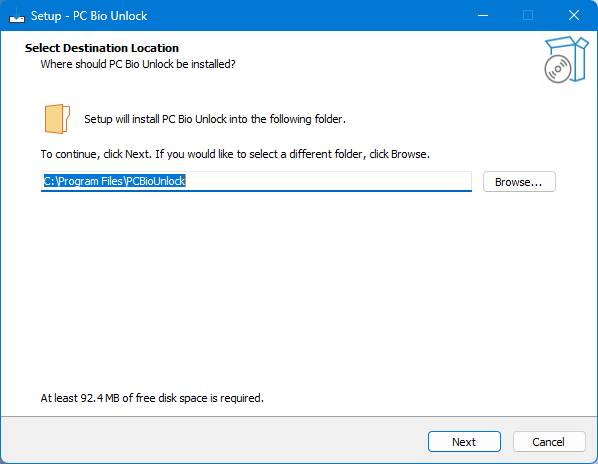 Setup - PC Bio Unlock
Select Destination Location
Where should PC Bio Unlock be installed?
Setup will install PC Bio Unlock into the following folder.
To continue, click Next. If you would like to select a different folder, click Browse.
C:\Program Files\PCBioUnlock
Browse...
At least 92.4 MB of free disk space is required.
Next
Cancel